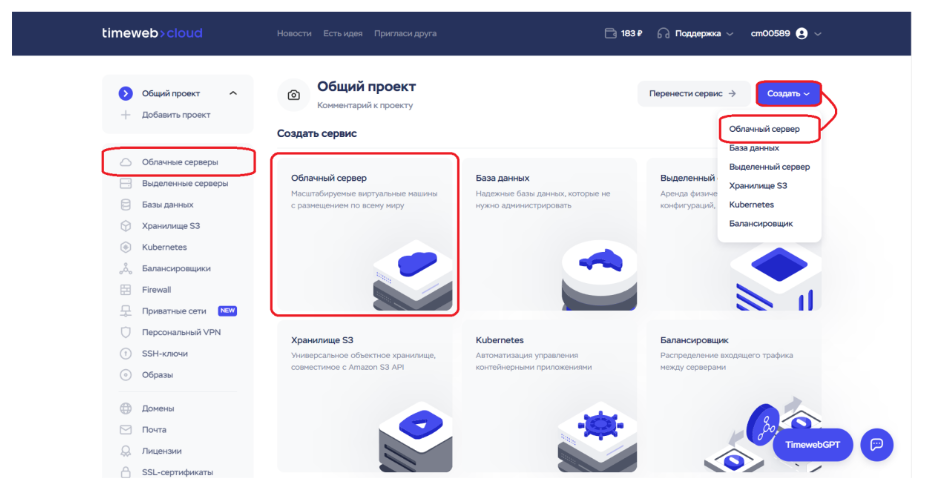 timeweb>cloud
Новости Есть идея Пригласи друга
183 ₽ Поддержка cm00589
Общий проект
Добавить проект
Общий проект
Комментарий к проекту
Перенести сервис → Создать
Создать сервис
Облачный сервер
База данных
Выделенный сервер
Хранилище S3
Kubernetes
Балансировщик
Облачные серверы
Выделенные серверы
Базы данных
Хранилище S3
Kubernetes
Балансировщики
Firewall
Приватные сети NEW
Персональный VPN
SSH-ключи
Образы
Домены
Почта
Лицензии
SSL-сертификаты
Облачный сервер
Масштабируемые виртуальные машины
с размещением по всему миру
База данных
Надежные базы данных, которые не
нужно администрировать
Выделенный
Аренда физиче
конфигураций,
Хранилище S3
Универсальное объектное хранилище,
совместимое с Amazon S3 API
Kubernetes
Автоматизация управления
контейнерными приложениями
Балансировщик
Распределение входящего трафика
между серверами
TimewebGPT